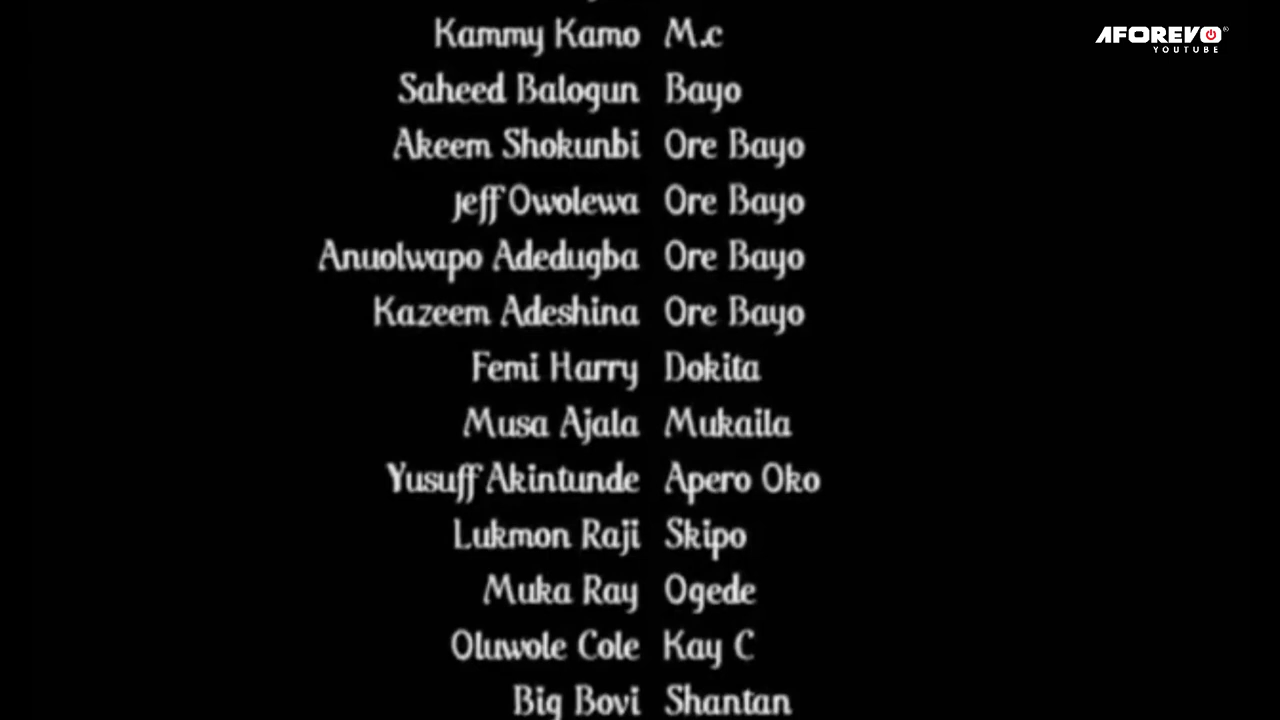 Kammy Kamo M.c
AFOREVO
YOUTUBE
Saheed Balogun Bayo
Akeem Shokunbi Ore Bayo
Jeff Owolewa Ore Bayo
Anuolwapo Adedugba Ore Bayo
Kazeem Adeshina Ore Bayo
Femi Harry Dokita
Musa Ajala Mukaila
Yusuff Akintunde Apero Oko
Lukmon Raji Skipo
Muka Ray Ogede
Oluwole Cole Kay C
Big Bovi Shantan